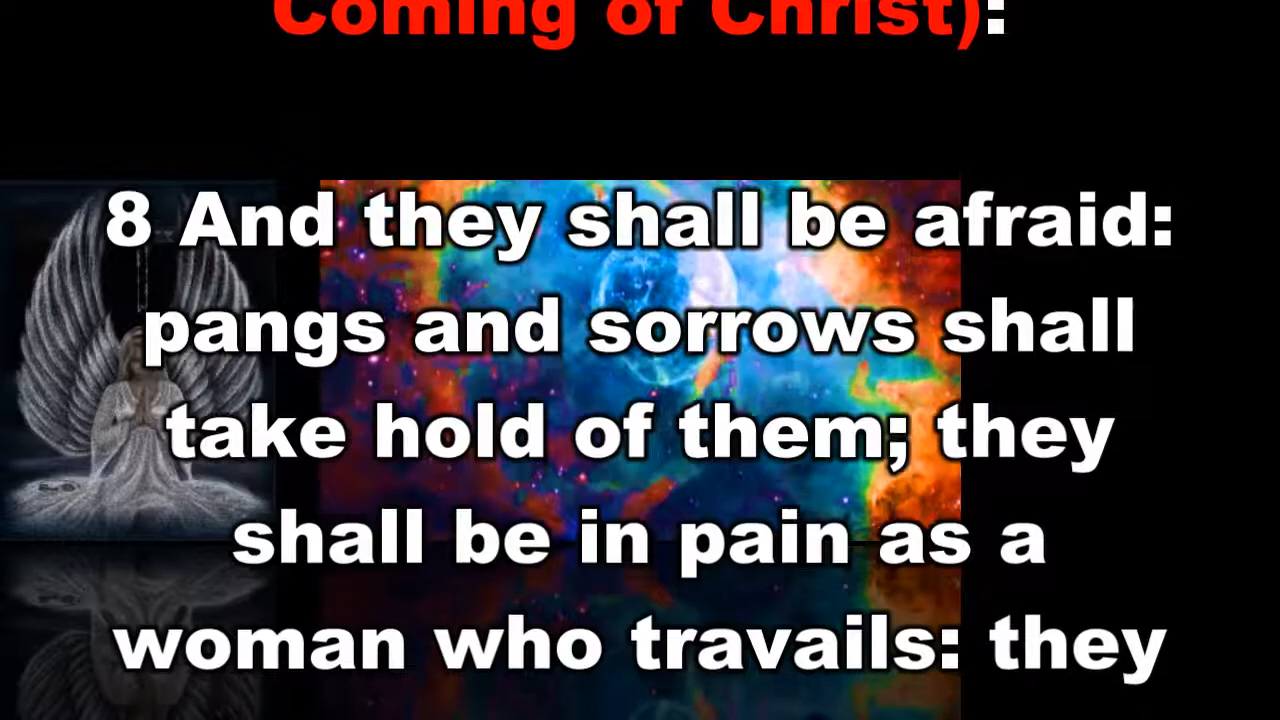 Coming of Christ):
8 And they shall be afraid:
pangs and sorrows shall
take hold of them; they
shall be in pain as a
woman who travails: they